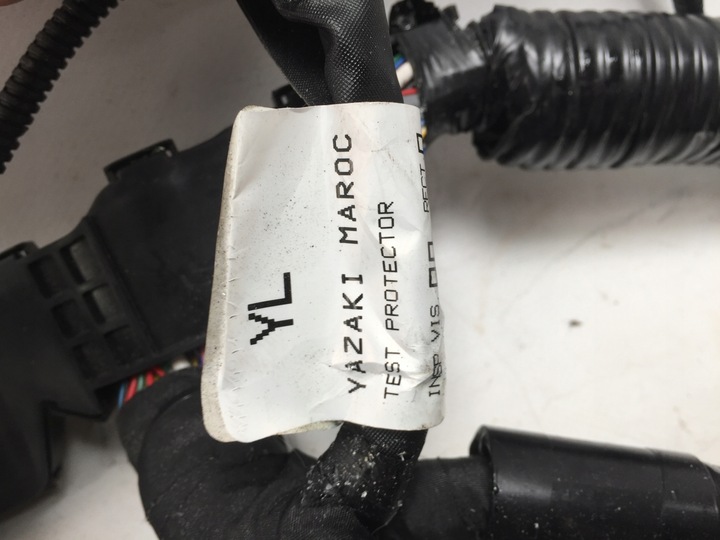 YL
YAZAKI MAROC
TEST PROTECTOR
INSP VIS